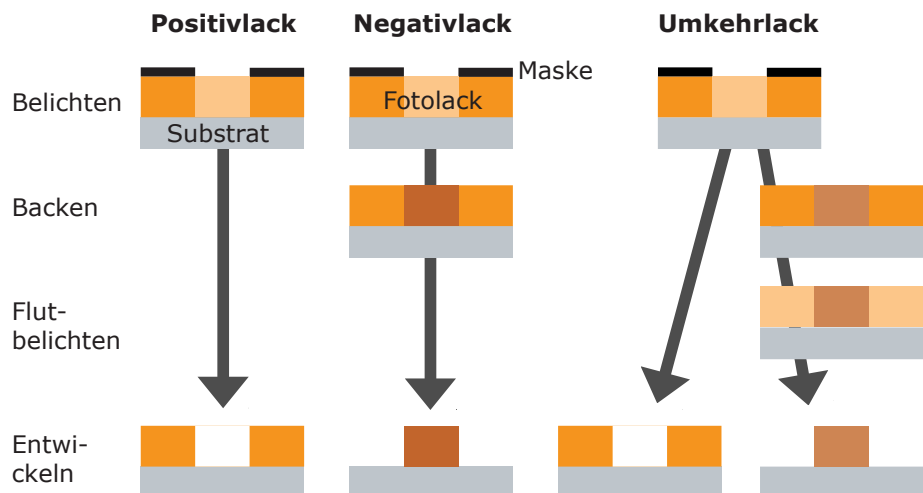 Positivlack
Negativlack
Umkehrlack
Maske
Belichten
Fotolack
Substrat
Backen
Flut-
belichten
Entwi-
ckeln